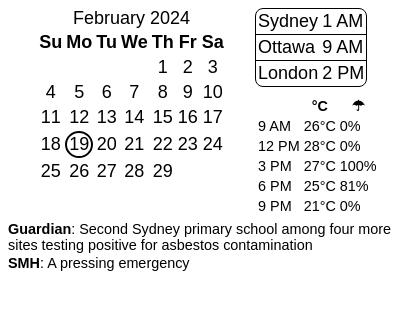 February 2024
Su Mo Tu We Th Fr Sa
1 2 3
4 5 6 7 8 9 10
11 12 13 14 15 16 17
18 19 20 21 22 23 24
25 26 27 28 29
Sydney 1 AM
Ottawa 9 AM
London 2 PM
°C ☂
9 AM 26°C 0%
12 PM 28°C 0%
3 PM 27°C 100%
6 PM 25°C 81%
9 PM 21°C 0%
Guardian: Second Sydney primary school among four more
sites testing positive for asbestos contamination
SMH: A pressing emergency